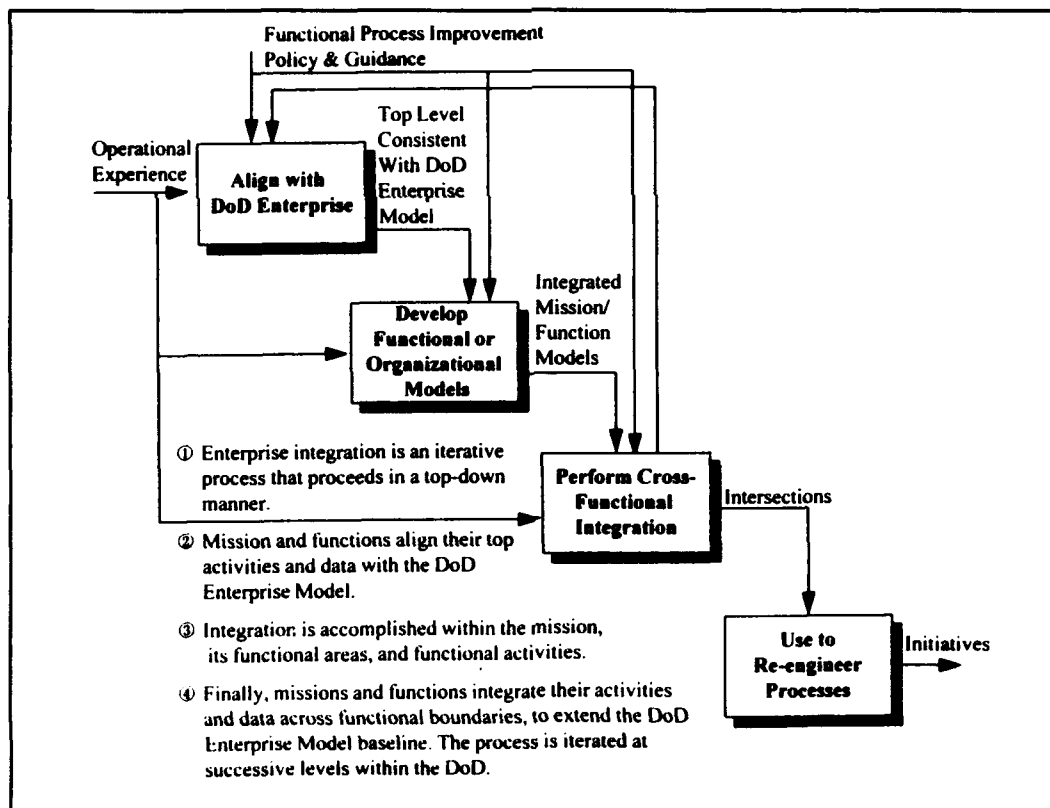 Functional Process Improvement
Policy & Guidance
Operational
Experience
Top Level
Consistent
With DoD
Enterprise
Model
Align with
DoD Enterprise
Integrated
Mission/
Function
Models
Develop
Functional or
Organizational
Models
① Enterprise integration is an iterative
process that proceeds in a top-down
manner.
Perform Cross-
Functional
Integration
Intersections
② Mission and functions align their top
activities and data with the DoD
Enterprise Model.
③ Integration is accomplished within the mission,
its functional areas, and functional activities.
Use to
Re-engineer
Processes
Initiatives
④ Finally, missions and functions integrate their activities
and data across functional boundaries, to extend the DoD
Enterprise Model baseline. The process is iterated at
successive levels within the DoD.